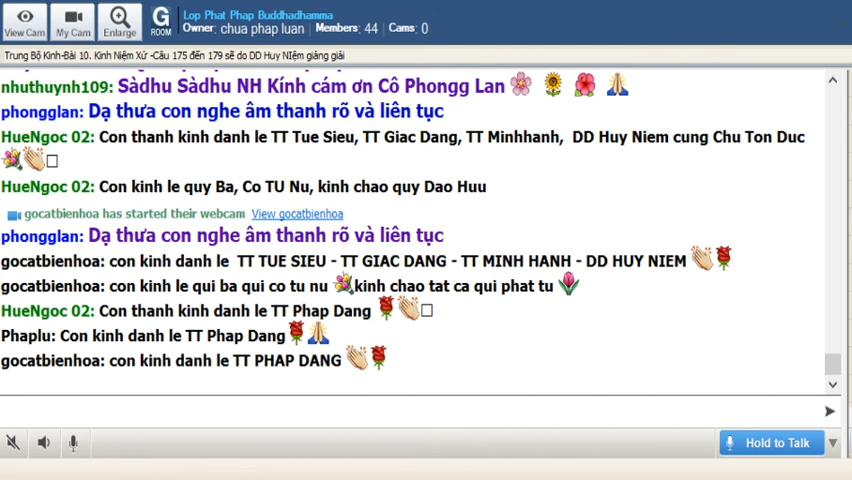 Lop Phat Phap Buddhadhamma
Owner: chua phap luan Members: 44 Cams: 0
View Cam My Cam Enlarge G ROOM
Trung Bộ Kinh-Bài 10. Kinh Niệm Xứ -Câu 175 đến 179 sẽ do DD Huy NIệm giảng giải
nhuthuynh109: Sàdhu Sàdhu NH Kính cám ơn Cô Phongg Lan
phongglan: Dạ thưa con nghe âm thanh rõ và liên tục
HueNgoc 02: Con thanh kinh danh le TT Tue Sieu, TT Giac Dang, TT Minhhanh, DD Huy Niem cung Chu Ton Duc
HueNgoc 02: Con kinh le quy Ba, Co TU Nu, kinh chao quy Dao Huu
gocatbienhoa has started their webcam View gocatbienhoa
phongglan: Dạ thưa con nghe âm thanh rõ và liên tục
gocatbienhoa: con kinh danh le TT TUE SIEU - TT GIAC DANG - TT MINH HANH - DD HUY NIEM
gocatbienhoa: con kinh le qui ba qui co tu nu kinh chao tat ca qui phat tu
HueNgoc 02: Con thanh kinh danh le TT Phap Dang
Phaplu: Con kinh danh le TT Phap Dang
gocatbienhoa: con kinh danh le TT PHAP DANG
Hold to Talk